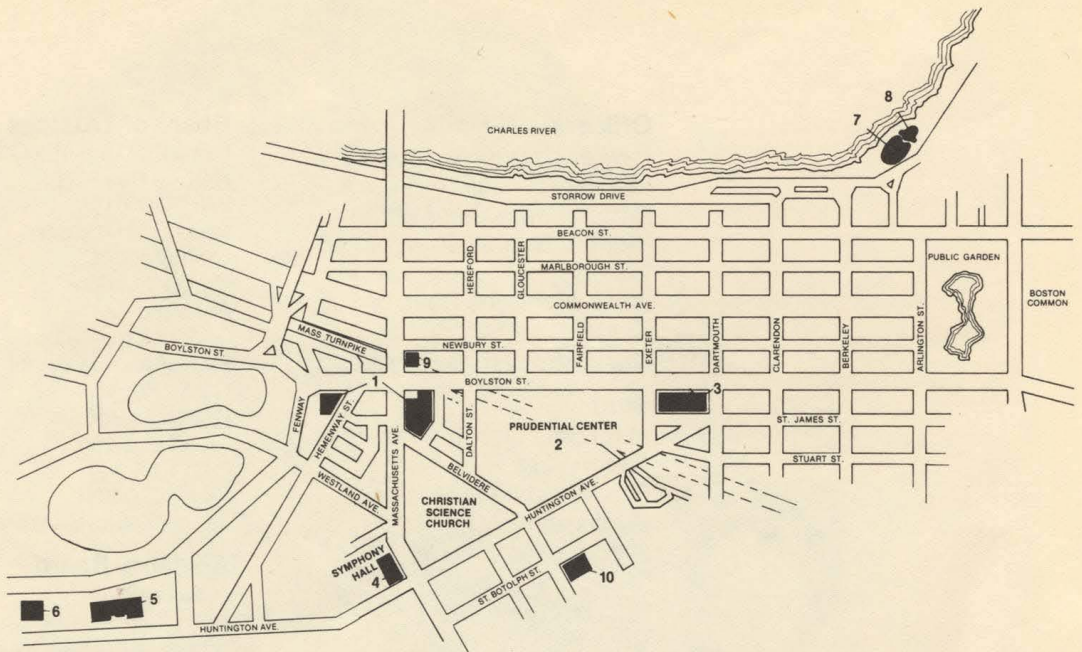 8
7
CHARLES RIVER
STORROW DRIVE
BEACON ST.
HEREFORD
GLOUCESTER
MARLBOROUGH ST.
PUBLIC GARDEN
BOSTON
COMMON
COMMONWEALTH AVE.
MASS TURNPIKE
BOYLSTON ST.
NEWBURY ST.
9
FAIRFIELD
EXETER
DARTMOUTH
CLARENDON
BERKELEY
ARLINGTON ST.
1
BOYLSTON ST.
3
FENWAY
HEMENWAY ST.
MASSACHUSETTS AVE.
DALTON ST.
PRUDENTIAL CENTER
2
ST. JAMES ST.
STUART ST.
WESTLAND AVE.
BELVIDERE
CHRISTIAN
SCIENCE
CHURCH
HUNTINGTON AVE.
SYMPHONY
HALL
4
ST. BOTOLPH ST.
10
6
5
HUNTINGTON AVE.